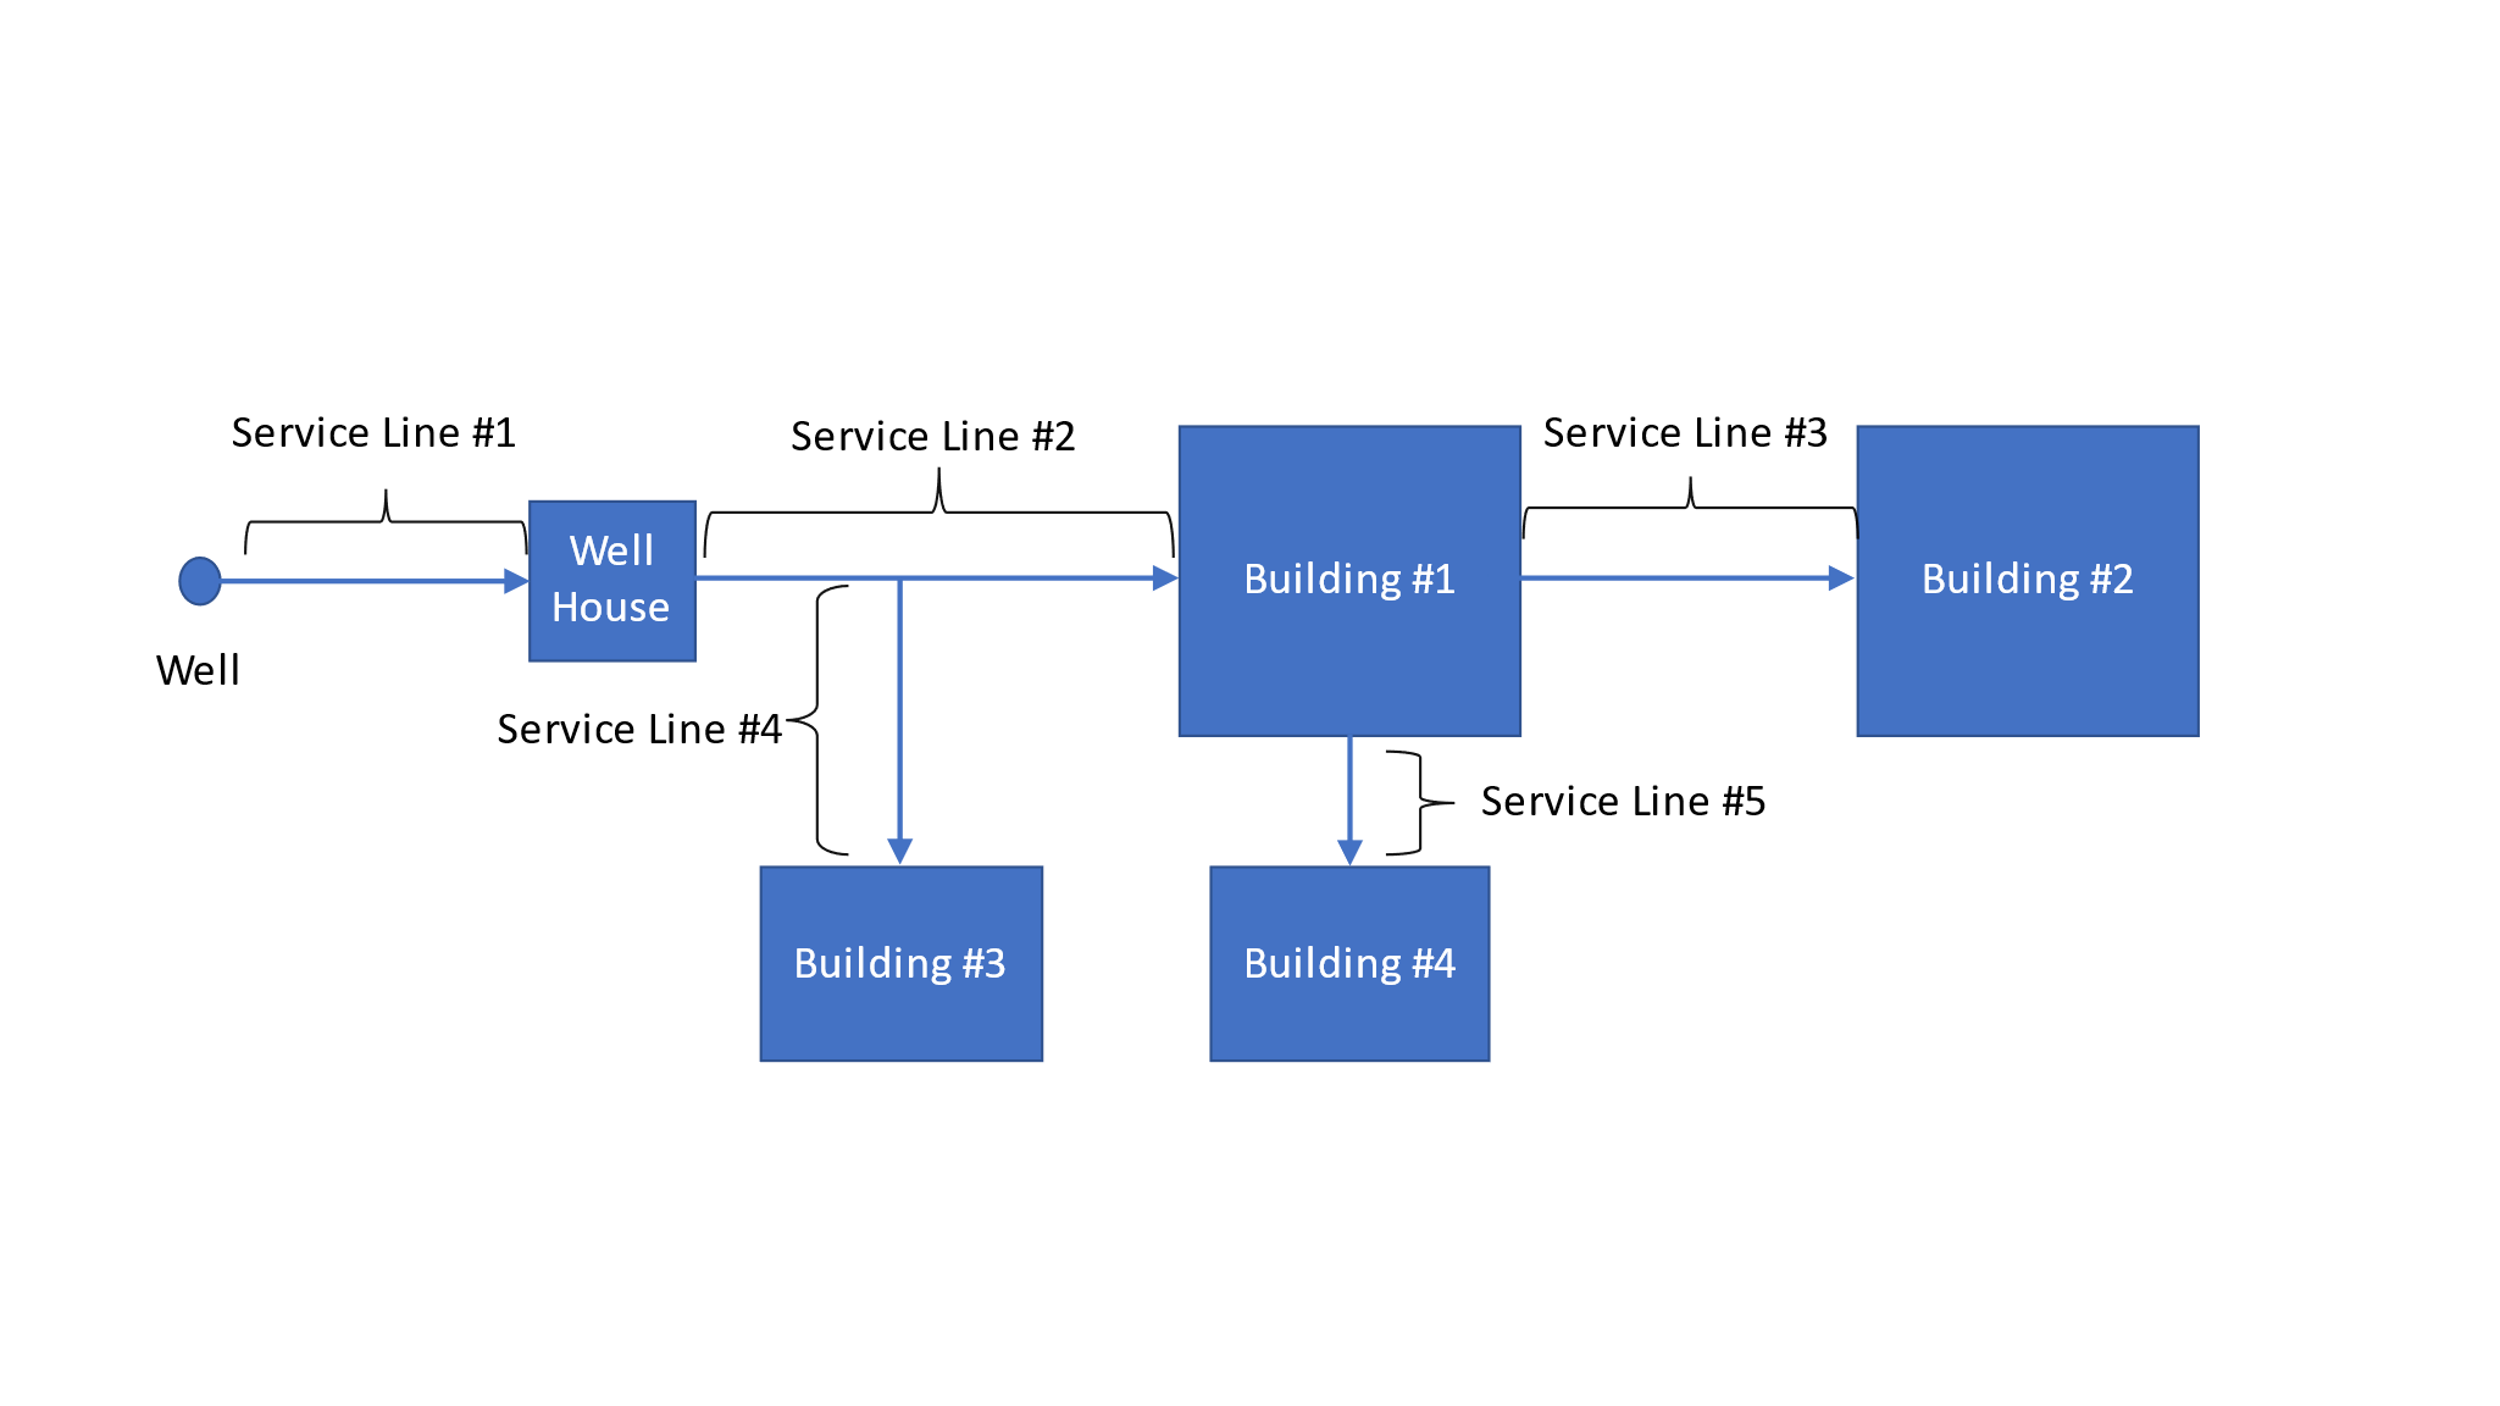 Service Line #1
Service Line #2
Service Line #3
Well
House
Building #1
Building #2
Well
Service Line #4
Service Line #5
Building #3
Building #4